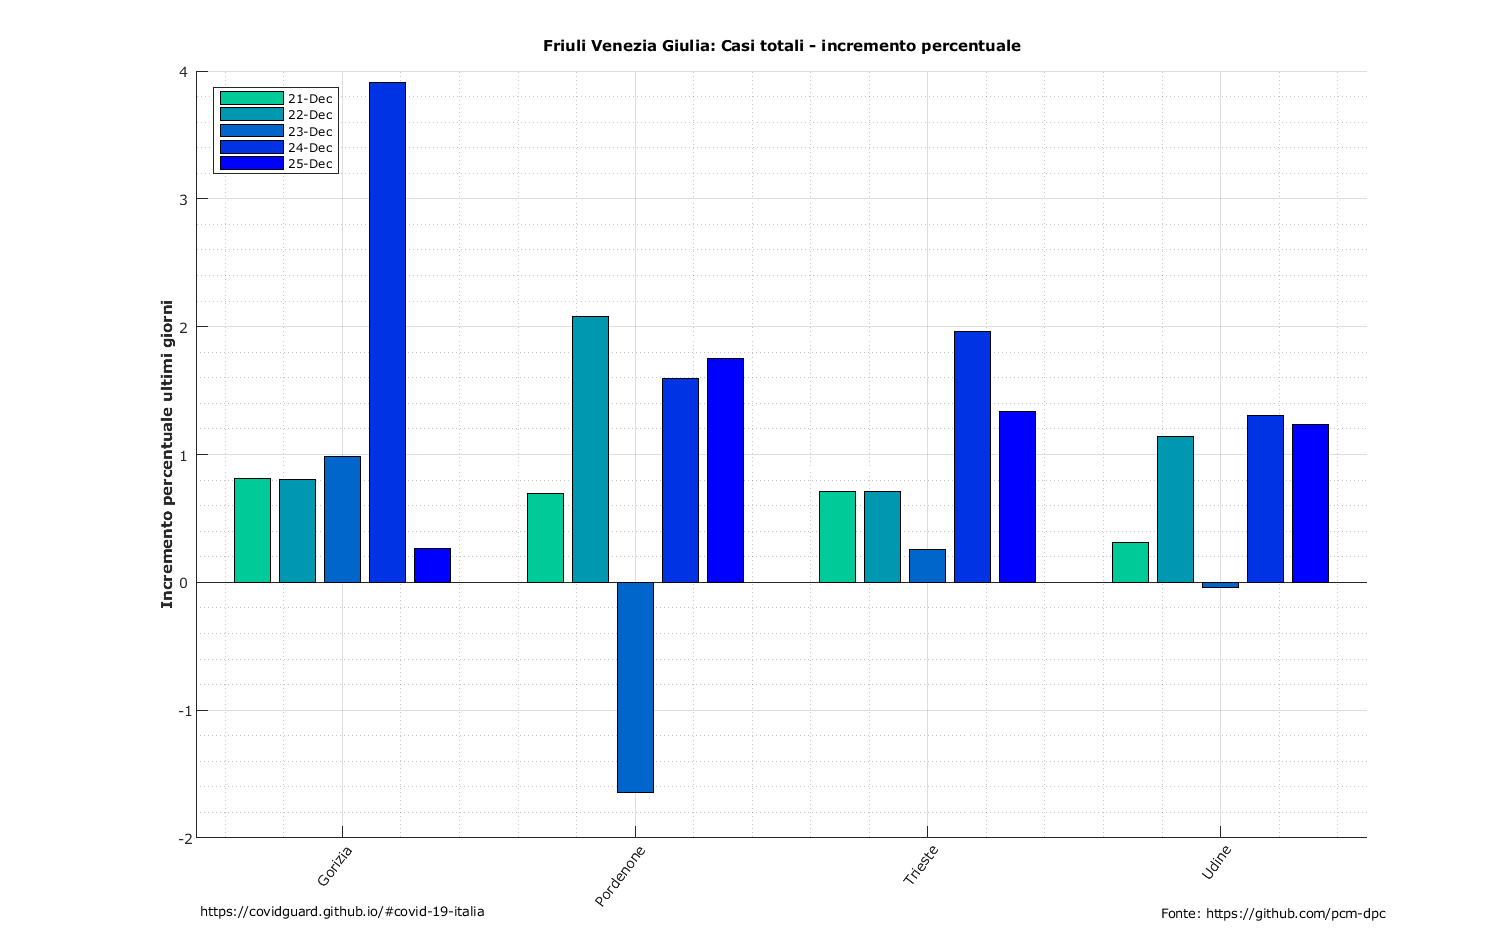 Friuli Venezia Giulia: Casi totali - incremento percentuale
4
3
2
1
0
-1
-2
21-Dec
22-Dec
23-Dec
24-Dec
25-Dec
Incremento percentuale ultimi giorni
Gorizia
Pordenone
Trieste
Udine
https://covidguard.github.io/#covid-19-italia
Fonte: https://github.com/pcm-dpc